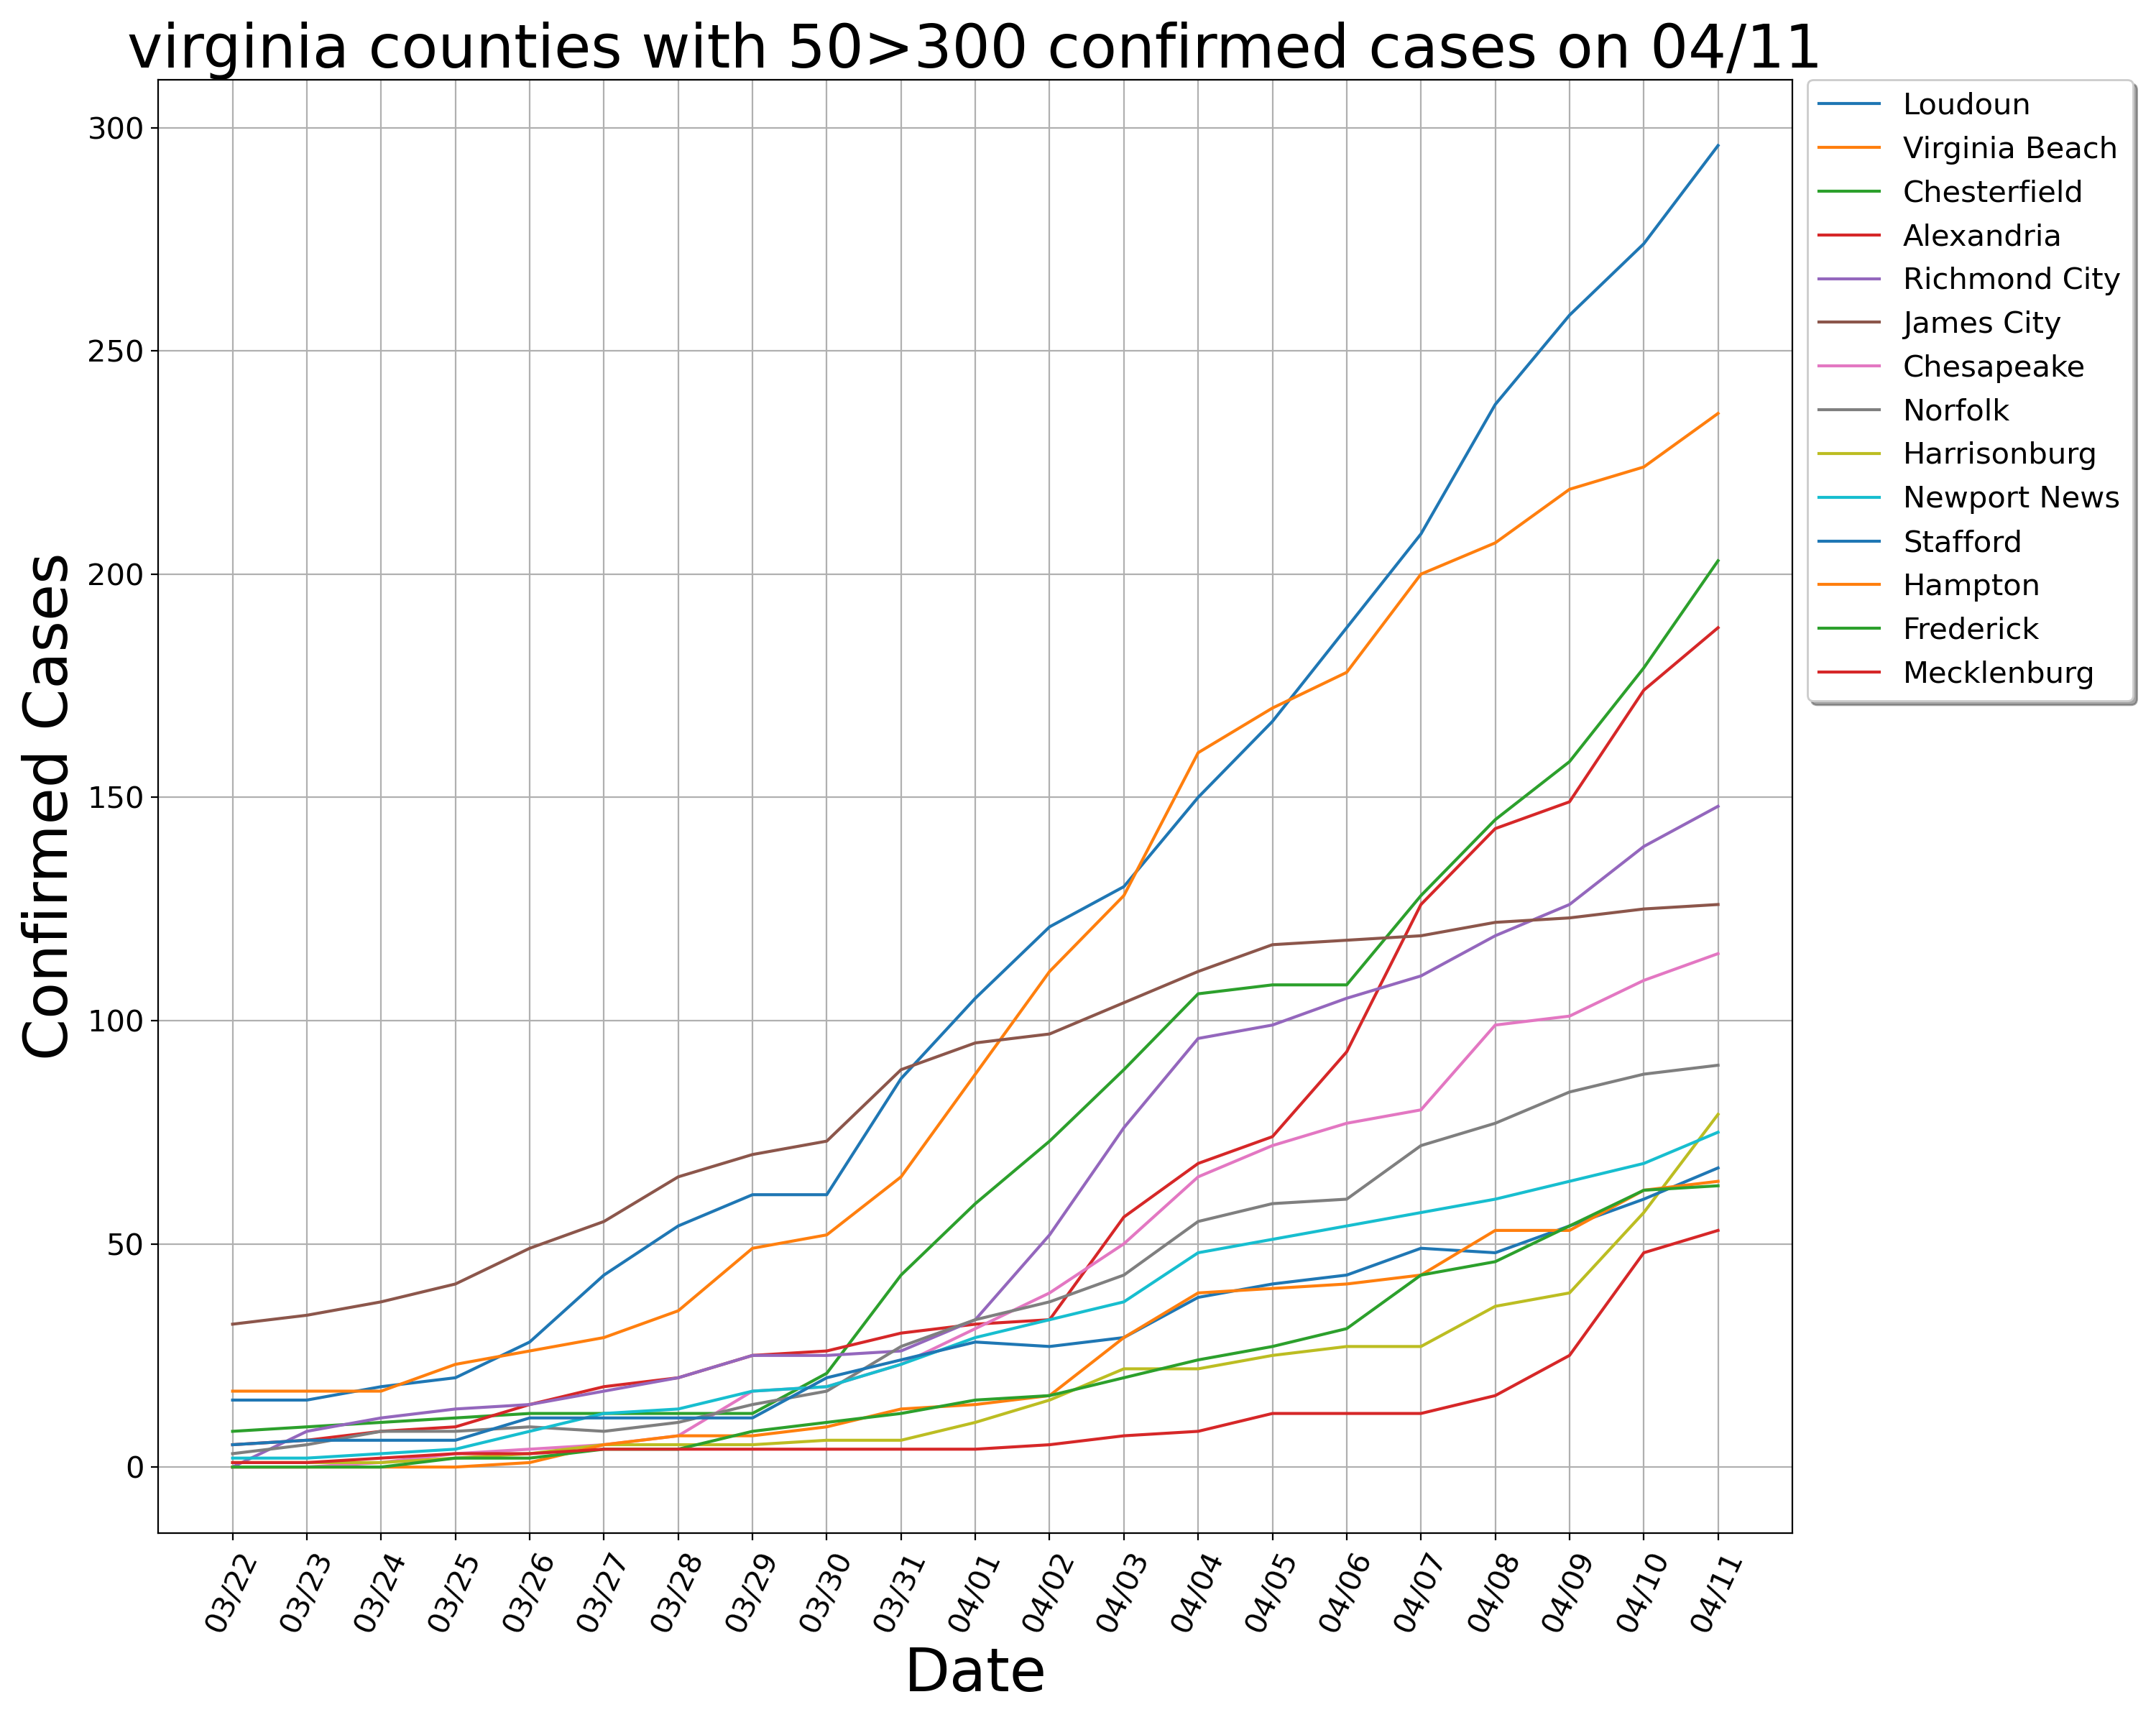 virginia counties with 50>300 confirmed cases on 04/11
Confirmed Cases
300
250
200
150
100
50
0
03/22
03/23
03/24
03/25
03/26
03/27
03/28
03/29
03/30
03/31
04/01
04/02
04/03
04/04
04/05
04/06
04/07
04/08
04/09
04/10
04/11
Date
Loudoun
Virginia Beach
Chesterfield
Alexandria
Richmond City
James City
Chesapeake
Norfolk
Harrisonburg
Newport News
Stafford
Hampton
Frederick
Mecklenburg